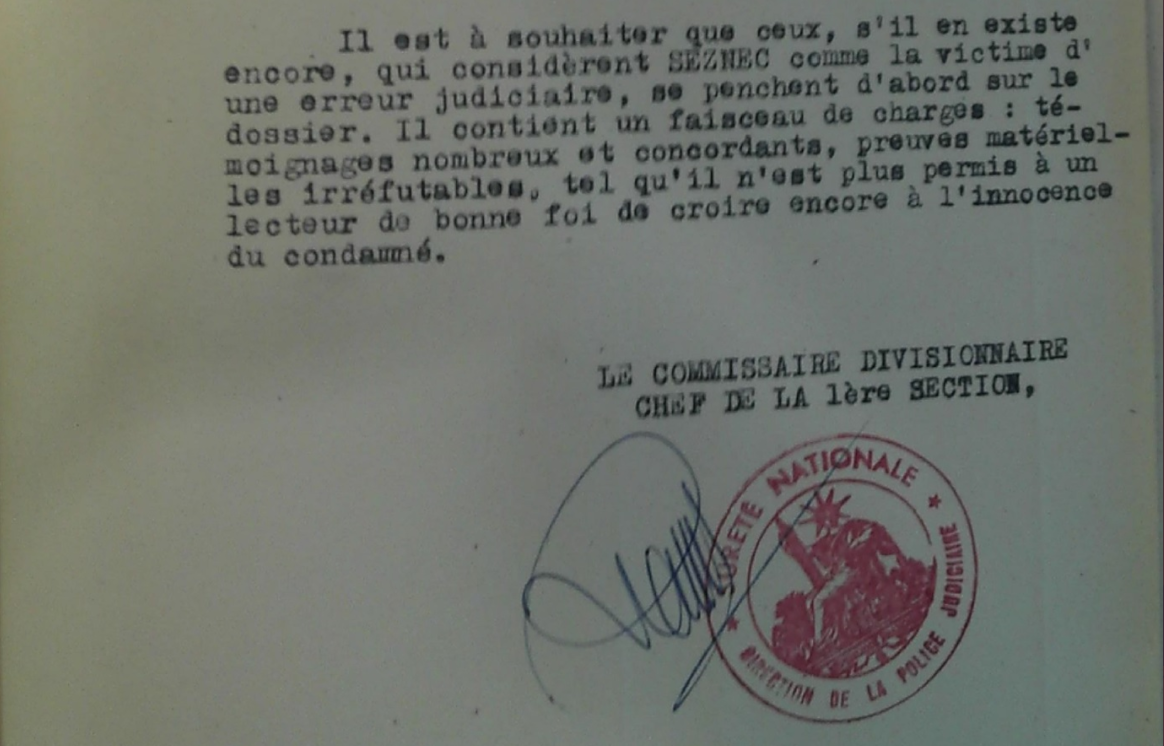 Il est à souhaiter que ceux, s'il en existe
encore, qui considèrent SEZNEC comme la victime d'
une erreur judiciaire, se penchent d'abord sur le
dossier. Il contient un faisceau de charges : té-
moignages nombreux et concordants, preuves matériel-
les irréfutables, tel qu'il n'est plus permis à un
lecteur de bonne foi de croire encore à l'innocence
du condamné.
LE COMMISSAIRE DIVISIONNAIRE
CHEF DE LA 1ère SECTION,
SURETÉ NATIONALE
DIRECTION DE LA POLICE JUDICIAIRE